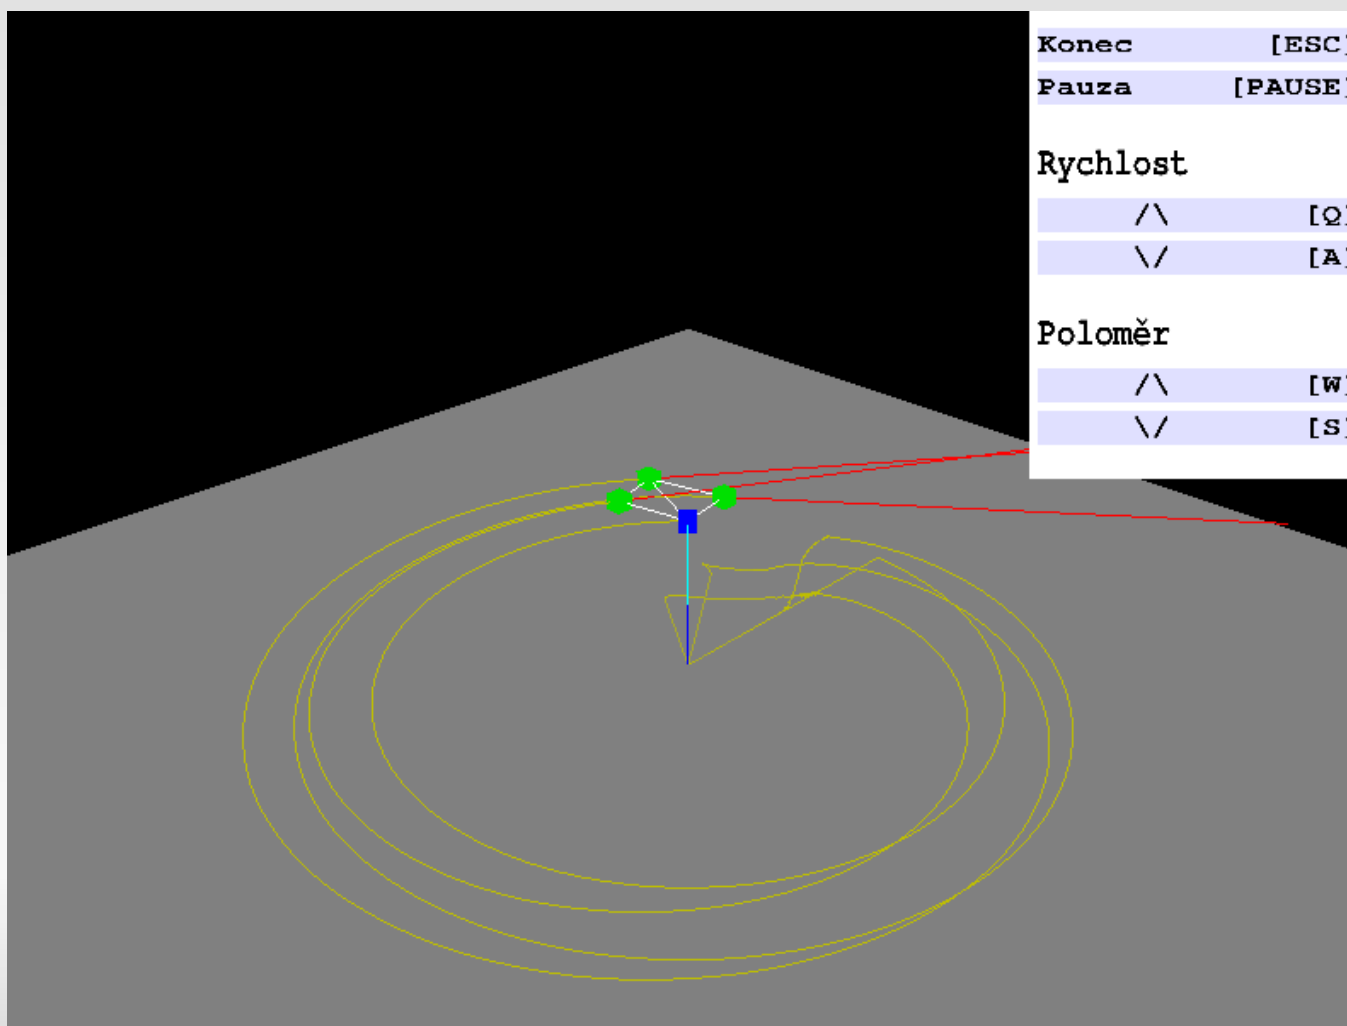 Konec [ESC]
Pauza [PAUSE]
Rychlost
/\ [Q]
\/ [A]
Poloměr
/\ [W]
\/ [S]